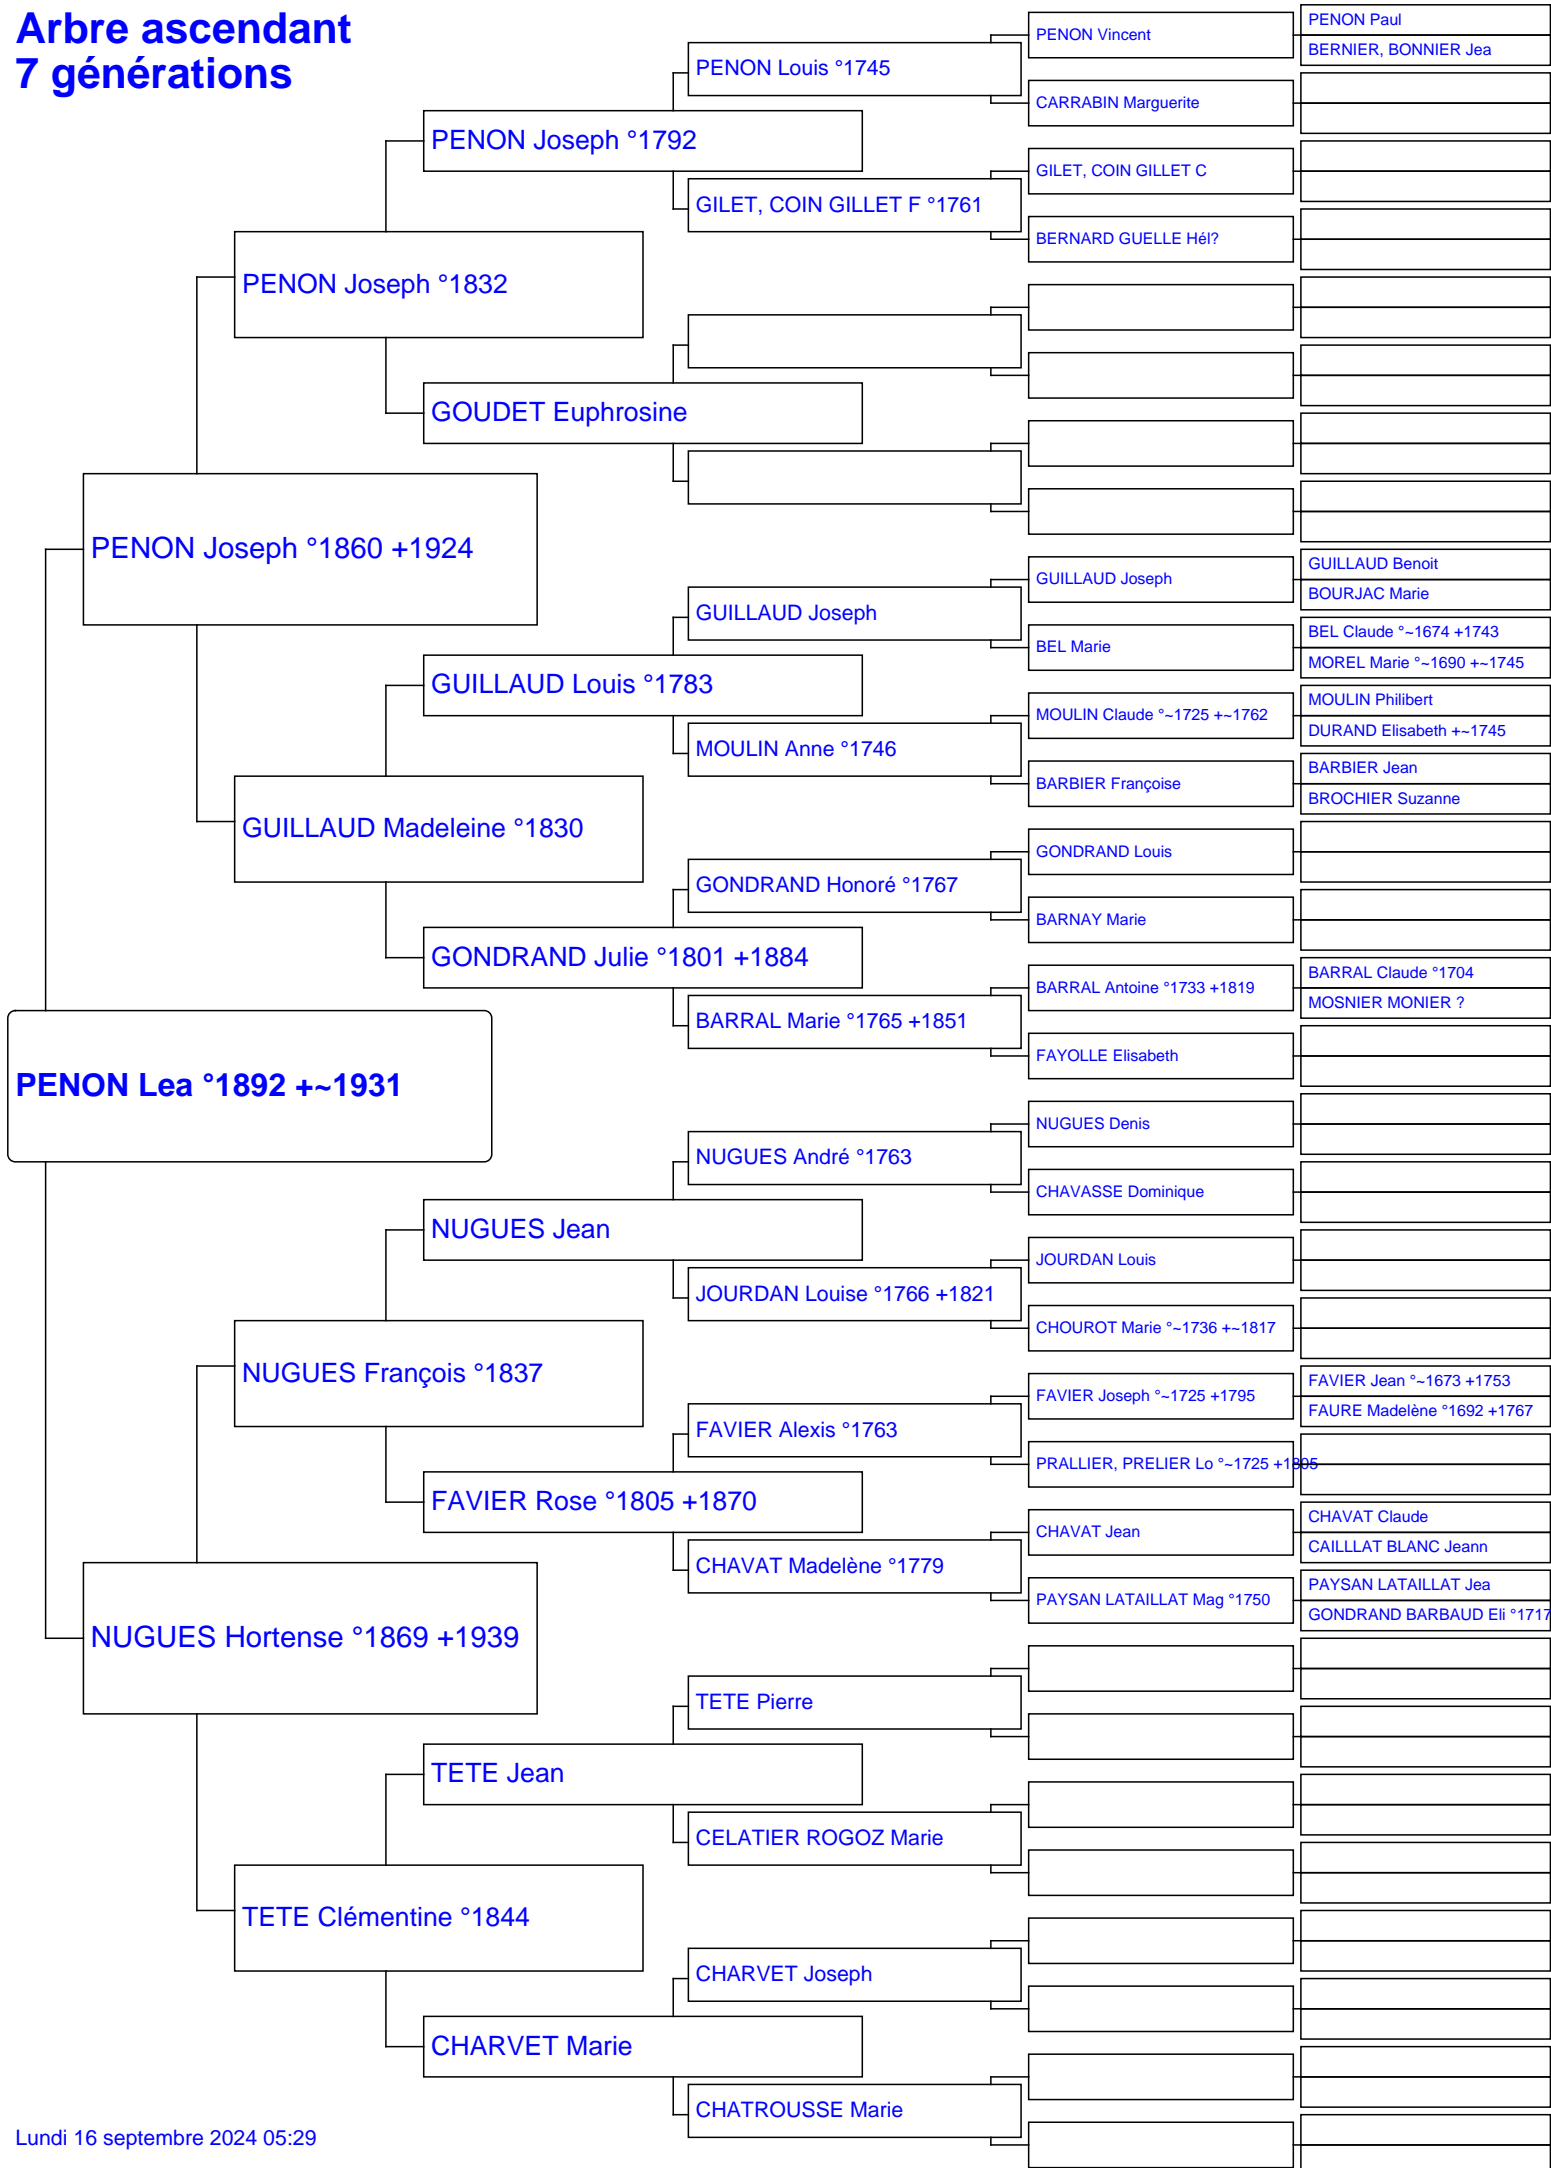 Arbre ascendant
7 générations
PENON Lea °1892 +~1931
PENON Joseph °1860 +1924
NUGUES Hortense °1869 +1939
PENON Joseph °1832
GUILLAUD Madeleine °1830
NUGUES François °1837
TETE Clémentine °1844
PENON Joseph °1792
GOUDET Euphrosine
GUILLAUD Louis °1783
GONDRAND Julie °1801 +1884
NUGUES Jean
FAVIER Rose °1805 +1870
TETE Jean
CHARVET Marie
PENON Louis °1745
GILET, COIN GILLET F °1761
GUILLAUD Joseph
MOULIN Anne °1746
GONDRAND Honoré °1767
BARRAL Marie °1765 +1851
NUGUES André °1763
JOURDAN Louise °1766 +1821
FAVIER Alexis °1763
CHAVAT Madelène °1779
TETE Pierre
CELATIER ROGOZ Marie
CHARVET Joseph
CHATROUSSE Marie
PENON Vincent
CARRABIN Marguerite
GILET, COIN GILLET C
BERNARD GUELLE Hél?
GUILLAUD Joseph
BEL Marie
MOULIN Claude °~1725 +~1762
BARBIER Françoise
GONDRAND Louis
BARNAY Marie
BARRAL Antoine °1733 +1819
FAYOLLE Elisabeth
NUGUES Denis
CHAVASSE Dominique
JOURDAN Louis
CHOUROT Marie °~1736 +~1817
FAVIER Joseph °~1725 +1795
PRALLIER, PRELIER Lo °~1725 +1805
CHAVAT Jean
PAYSAN LATAILLAT Mag °1750
PENON Paul
BERNIER, BONNIER Jea
GUILLAUD Benoit
BOURJAC Marie
BEL Claude °~1674 +1743
MOREL Marie °~1690 +~1745
MOULIN Philibert
DURAND Elisabeth +~1745
BARBIER Jean
BROCHIER Suzanne
BARRAL Claude °1704
MOSNIER MONIER ?
FAVIER Jean °~1673 +1753
FAURE Madelène °1692 +1767
CHAVAT Claude
CAILLLAT BLANC Jeann
PAYSAN LATAILLAT Jea
GONDRAND BARBAUD Eli °1717
Lundi 16 septembre 2024 05:29